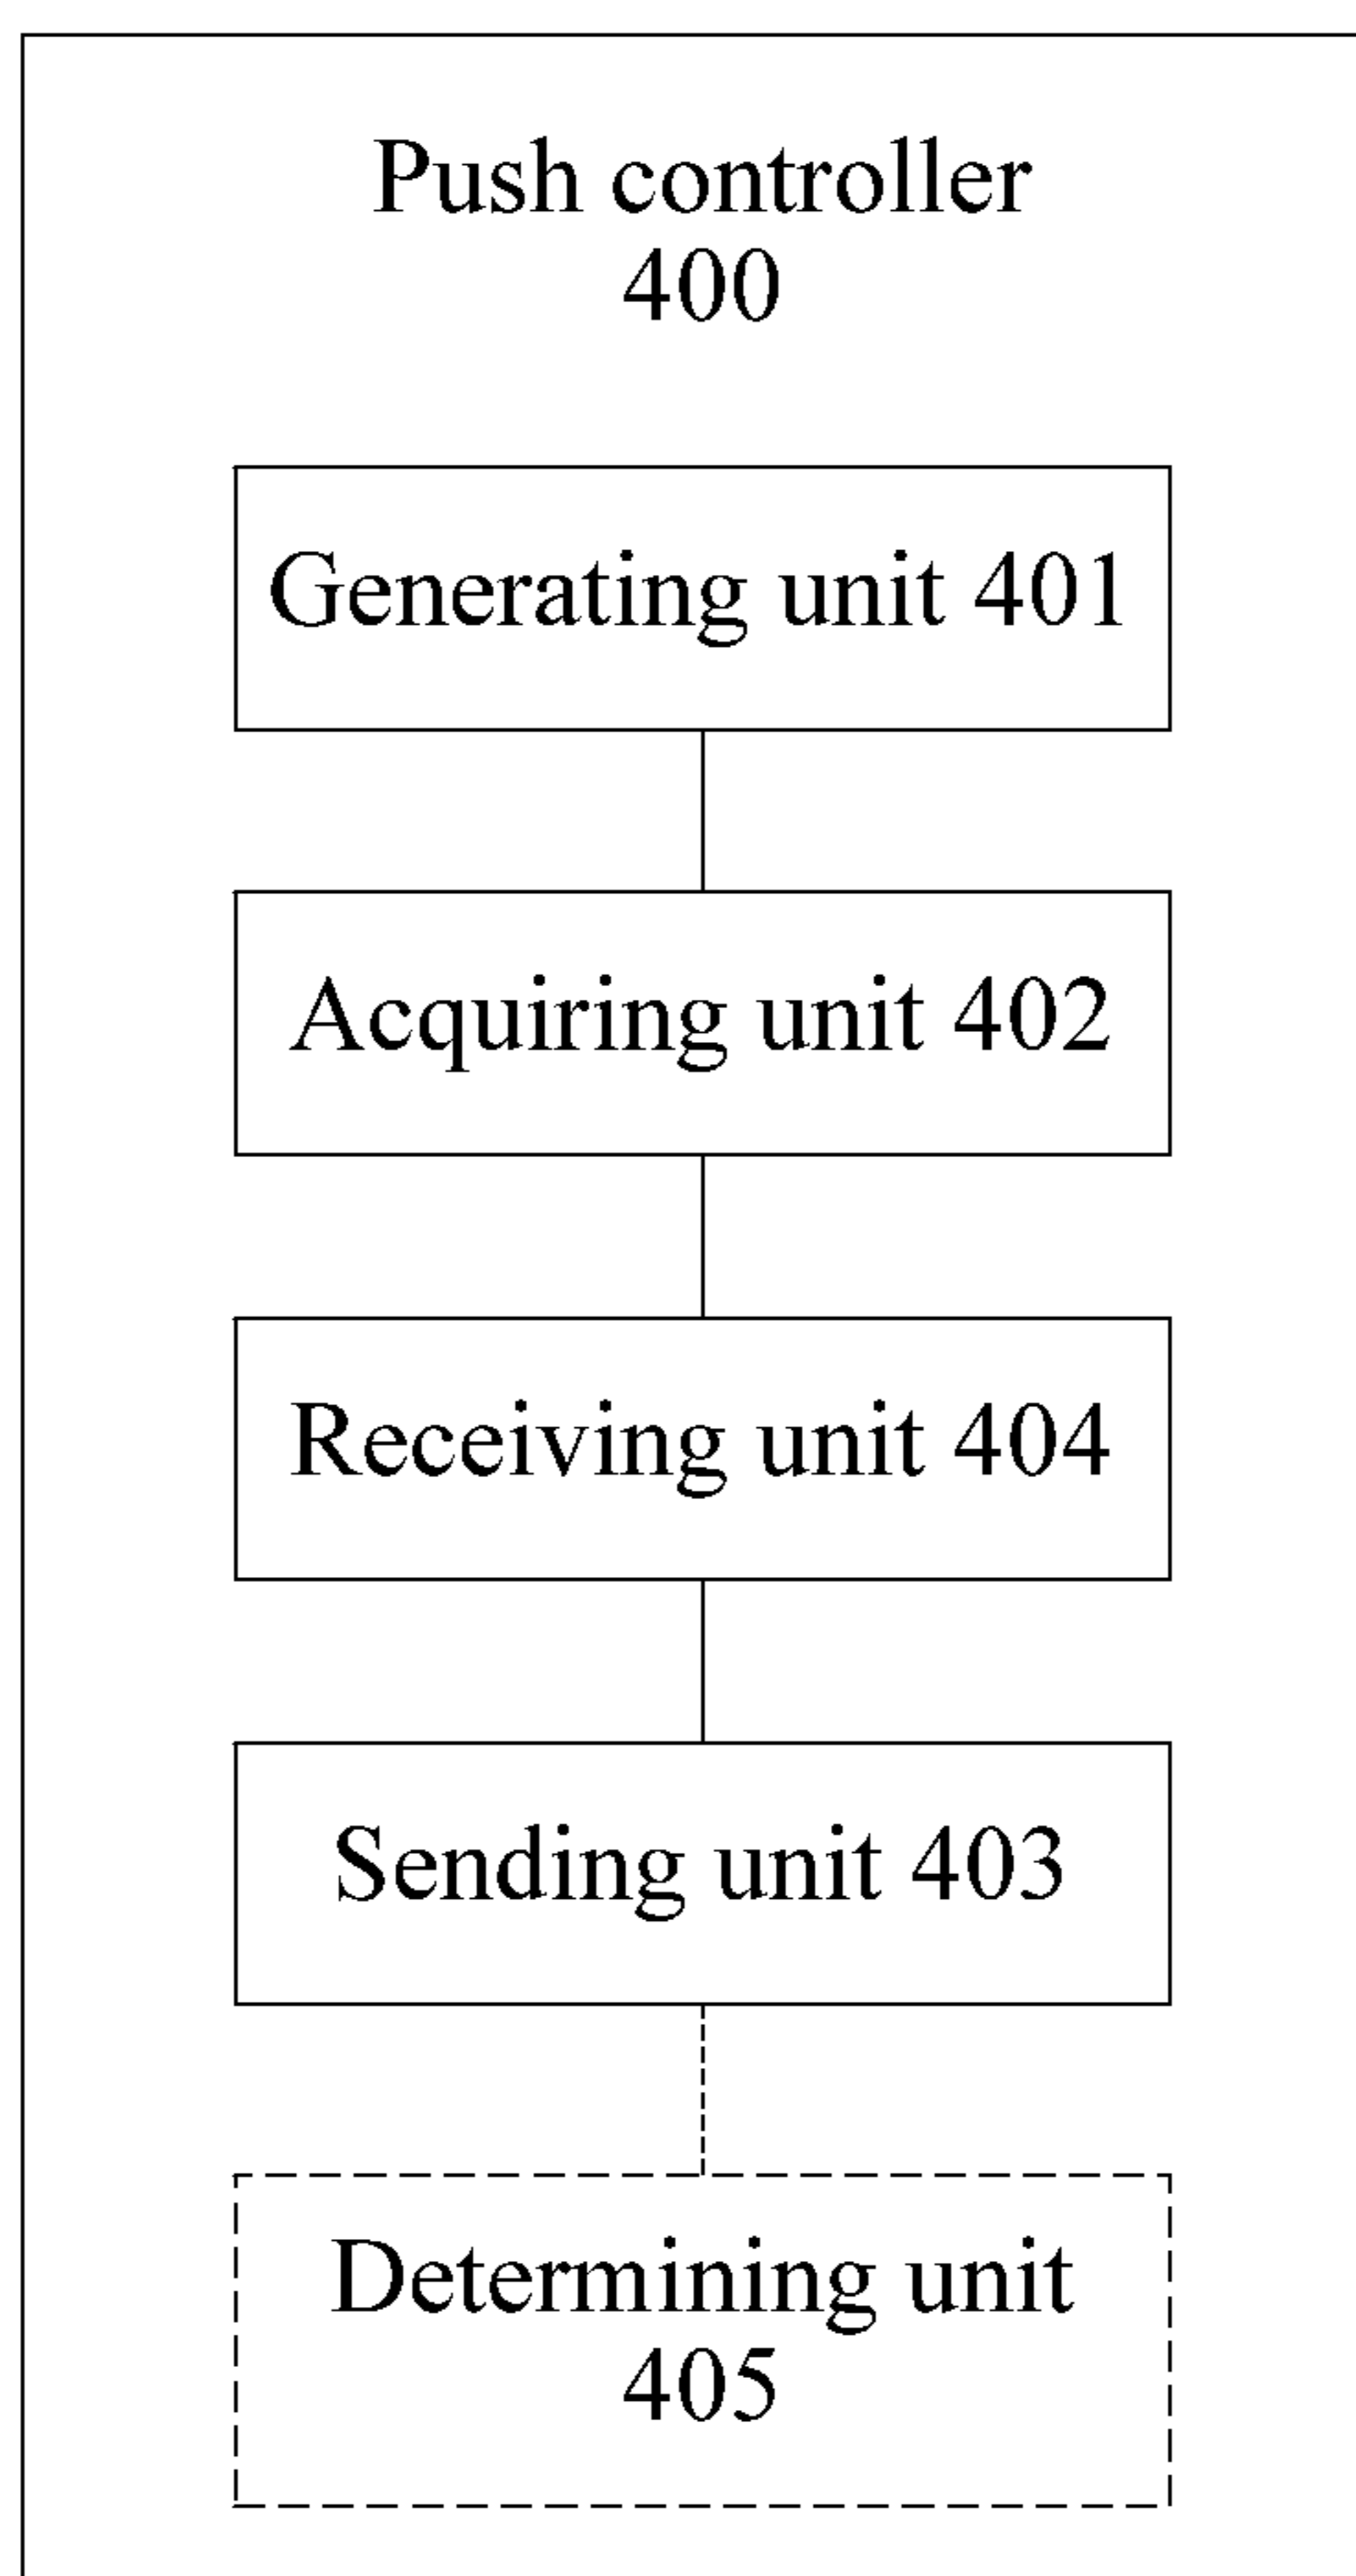 Push controller
400
Generating unit 401
Acquiring unit 402
Receiving unit 404
Sending unit 403
Determining unit
405